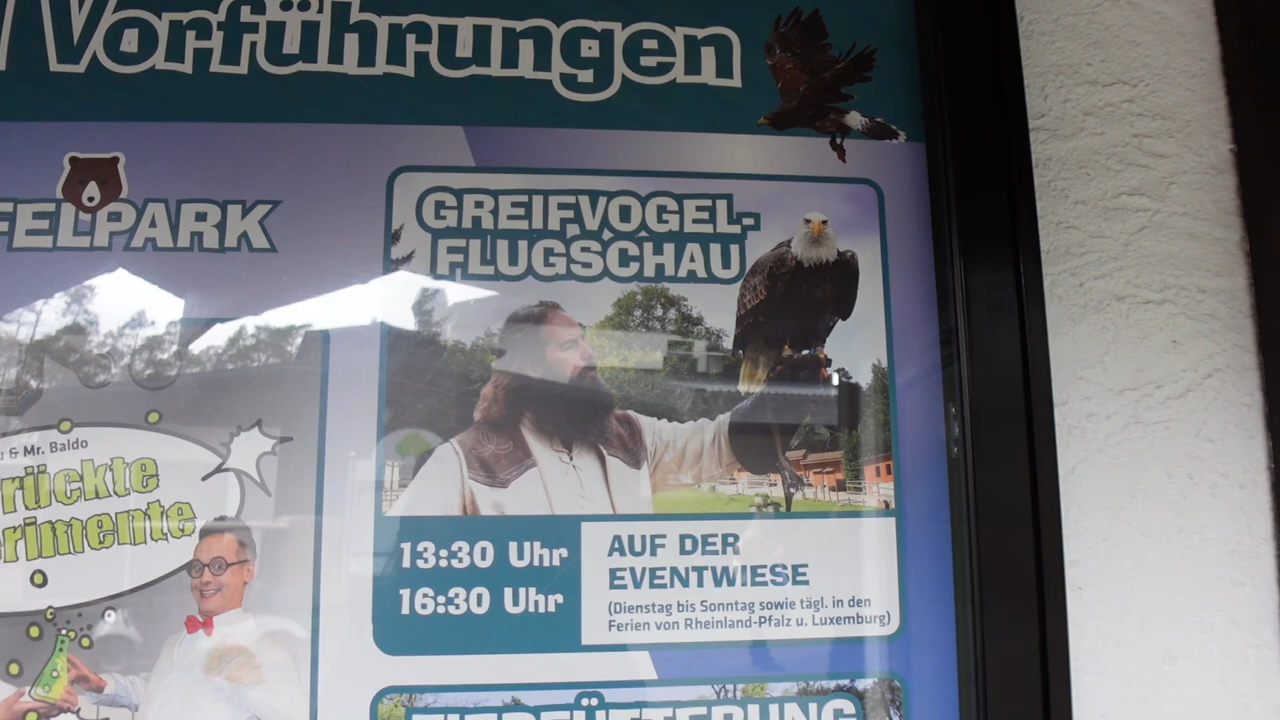 Vorführungen
FELPARK
GREIFVOGEL-
FLUGSCHAU
& Mr. Baldo
rückte
rimente
13:30 Uhr
16:30 Uhr
AUF DER
EVENTWIESE
(Dienstag bis Sonntag sowie tägl. in den
Ferien von Rheinland-Pfalz u. Luxemburg)
TIERFÜTTERUNG